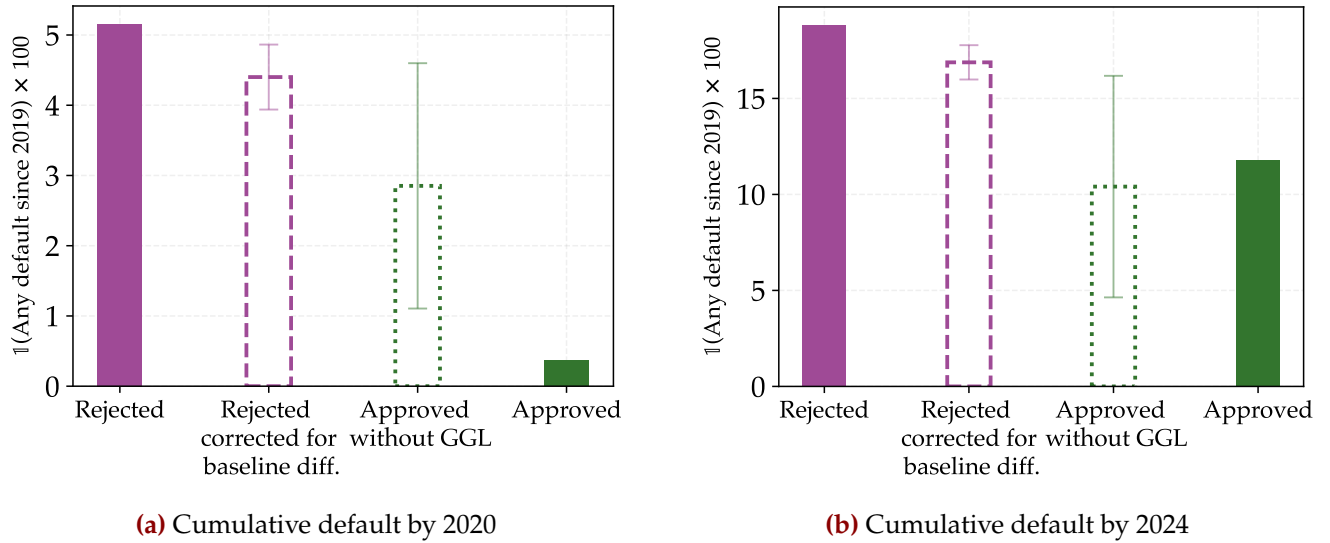 𝟙(Any default since 2019) × 100
5
4
3
2
1
0
Rejected
Rejected
corrected for
baseline diff.
Approved
without GGL
Approved
(a) Cumulative default by 2020
𝟙(Any default since 2019) × 100
15
10
5
0
Rejected
Rejected
corrected for
baseline diff.
Approved
without GGL
Approved
(b) Cumulative default by 2024